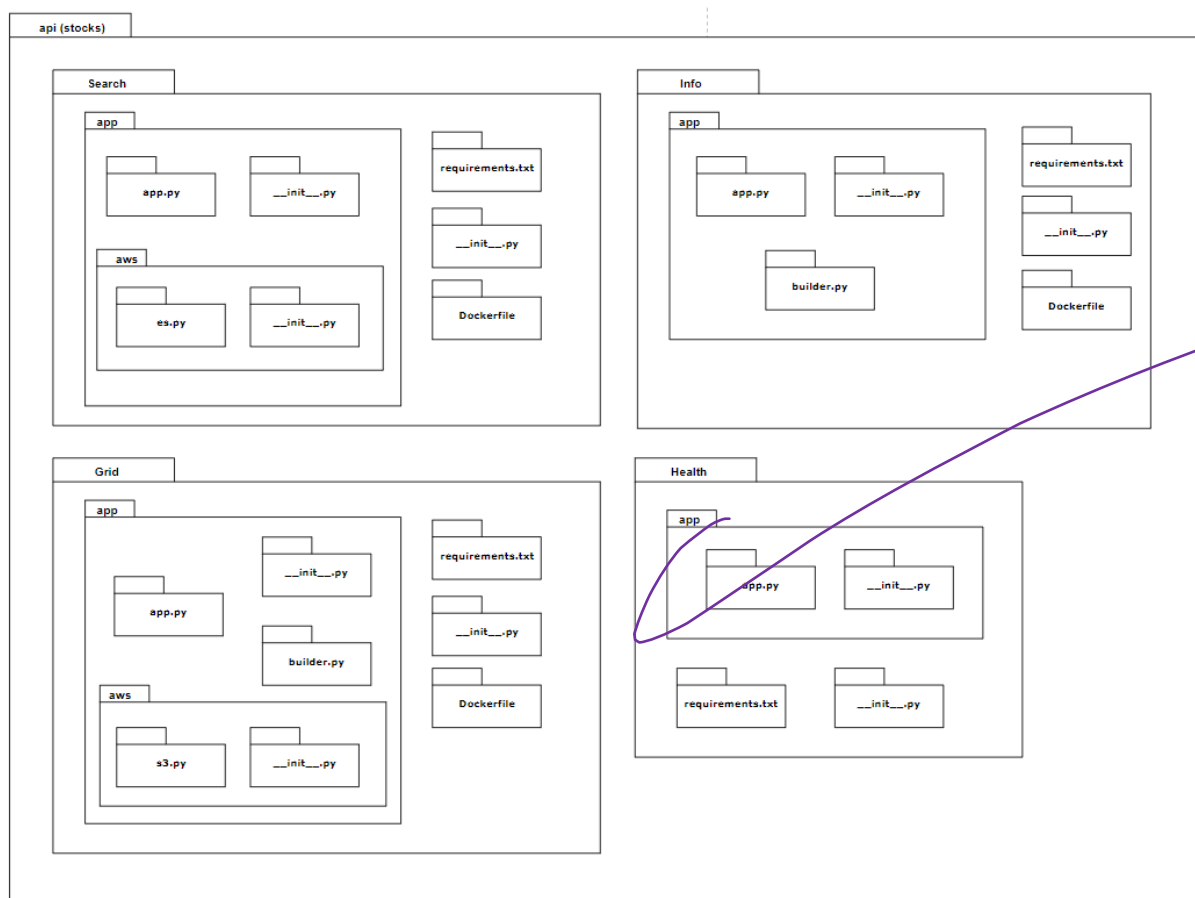 api (stocks)
Search
app
app.py
__init__.py
aws
es.py
__init__.py
requirements.txt
__init__.py
Dockerfile
Info
app
app.py
__init__.py
builder.py
requirements.txt
__init__.py
Dockerfile
Grid
app
__init__.py
app.py
builder.py
aws
s3.py
__init__.py
requirements.txt
__init__.py
Dockerfile
Health
app
app.py
__init__.py
requirements.txt
__init__.py